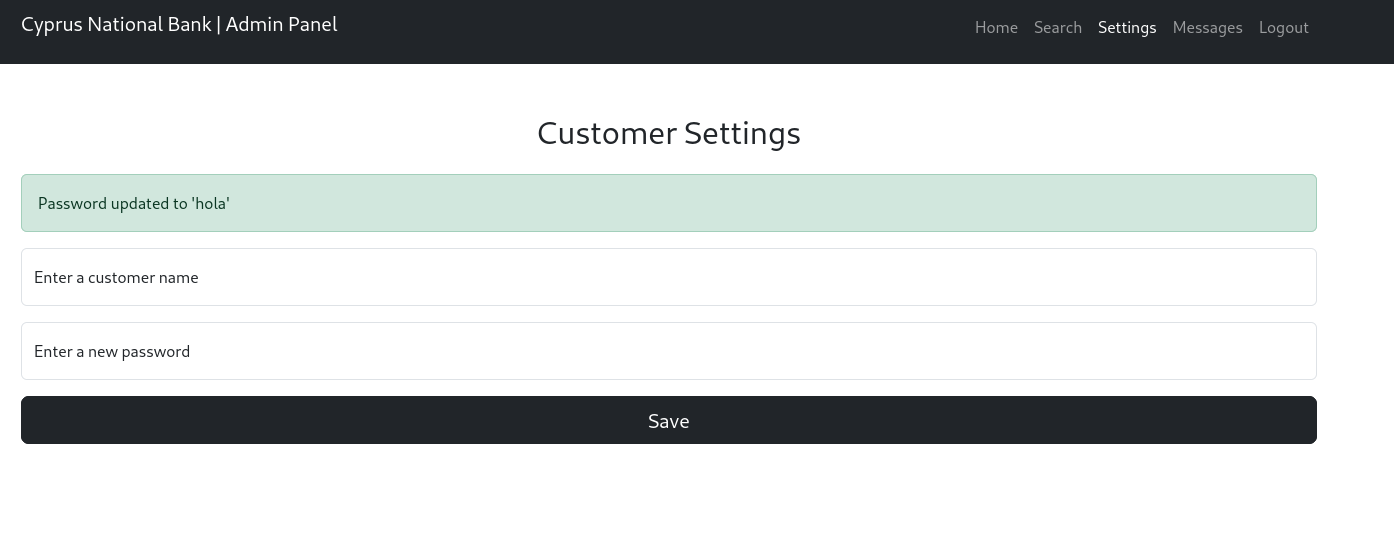 Cyprus National Bank | Admin Panel
Home Search Settings Messages Logout
Customer Settings
Password updated to 'hola'
Enter a customer name
Enter a new password
Save